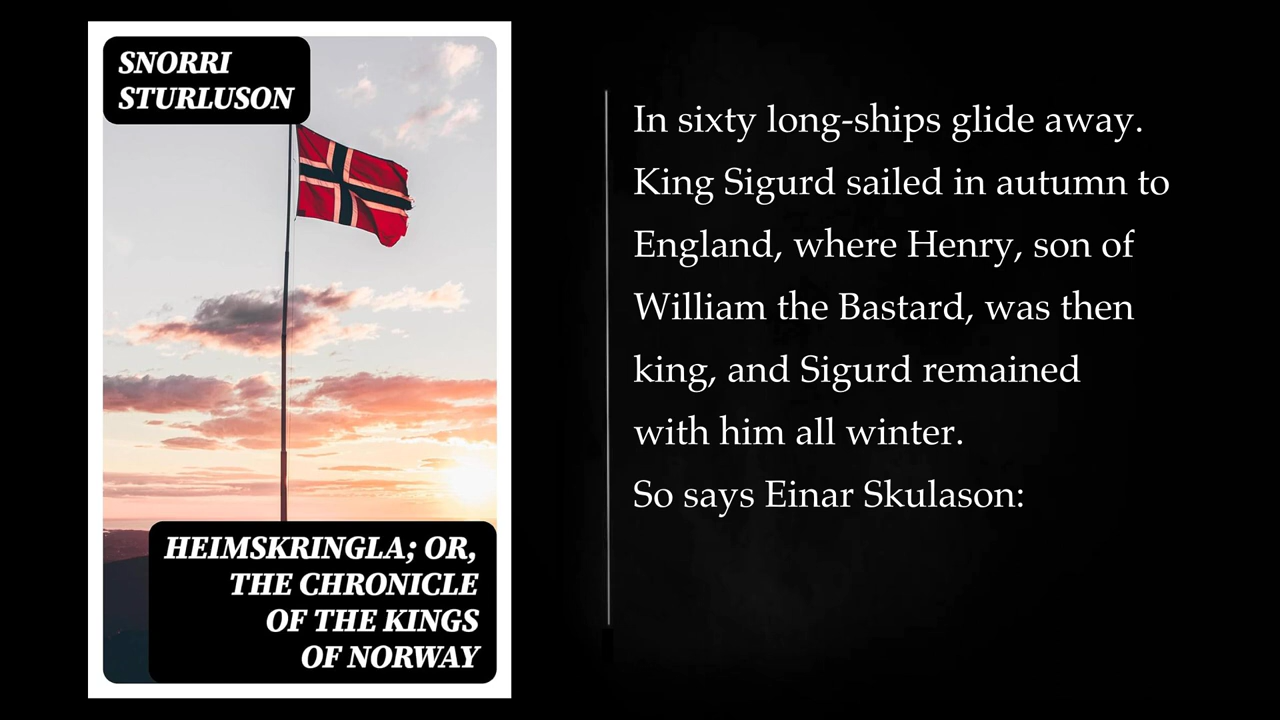 SNORRI
STURLUSON
HEIMSKRINGLA; OR,
THE CHRONICLE
OF THE KINGS
OF NORWAY
In sixty long-ships glide away.
King Sigurd sailed in autumn to
England, where Henry, son of
William the Bastard, was then
king, and Sigurd remained
with him all winter.
So says Einar Skulason: